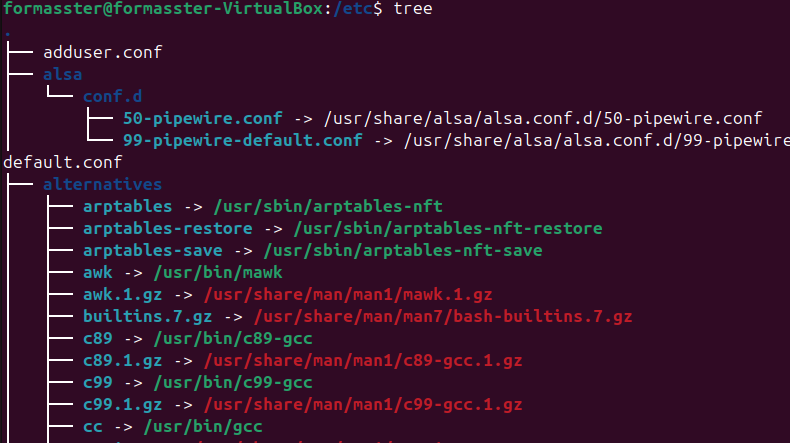 formasster@formasster-VirtualBox:/etc$ tree
.
├── adduser.conf
├── alsa
│   └── conf.d
│       ├── 50-pipewire.conf -> /usr/share/alsa/alsa.conf.d/50-pipewire.conf
│       └── 99-pipewire-default.conf -> /usr/share/alsa/alsa.conf.d/99-pipewire
default.conf
├── alternatives
│   ├── arptables -> /usr/sbin/arptables-nft
│   ├── arptables-restore -> /usr/sbin/arptables-nft-restore
│   ├── arptables-save -> /usr/sbin/arptables-nft-save
│   ├── awk -> /usr/bin/mawk
│   ├── awk.1.gz -> /usr/share/man/man1/mawk.1.gz
│   ├── builtins.7.gz -> /usr/share/man/man7/bash-builtins.7.gz
│   ├── c89 -> /usr/bin/c89-gcc
│   ├── c89.1.gz -> /usr/share/man/man1/c89-gcc.1.gz
│   ├── c99 -> /usr/bin/c99-gcc
│   ├── c99.1.gz -> /usr/share/man/man1/c99-gcc.1.gz
│   ├── cc -> /usr/bin/gcc